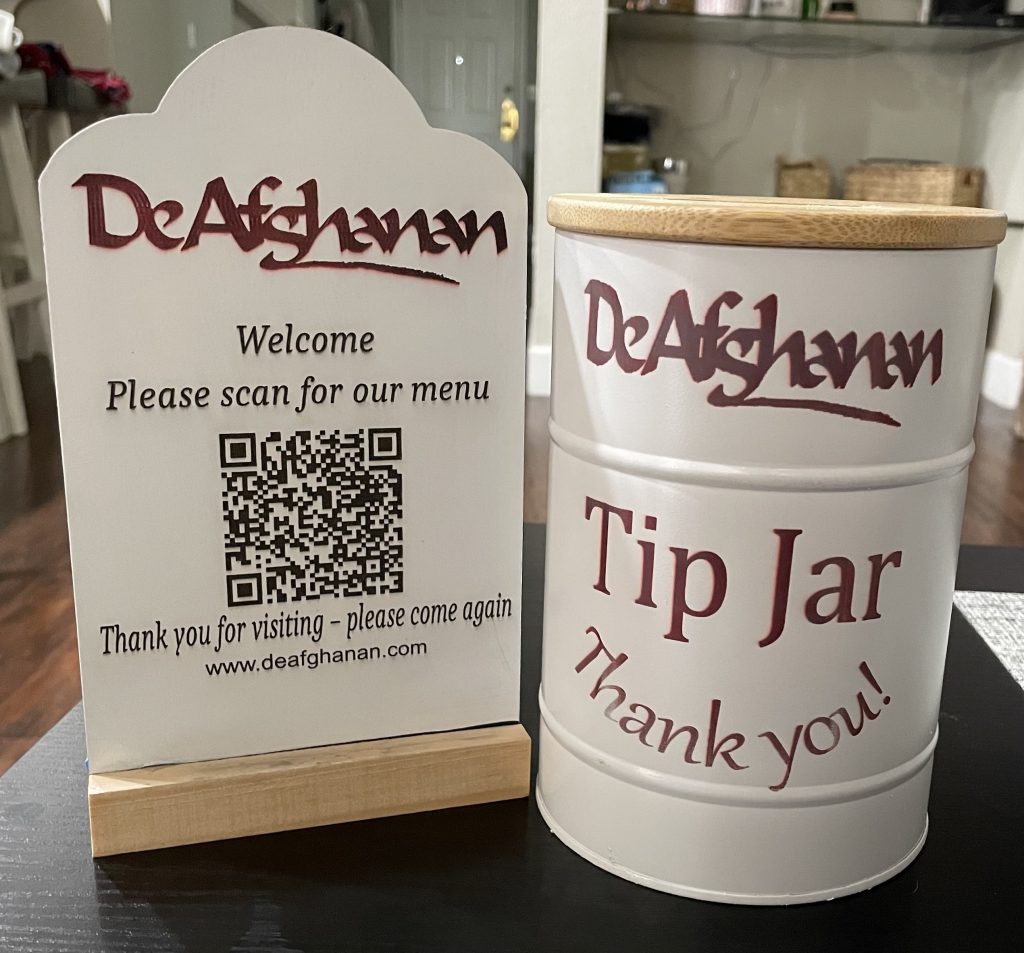 DeAfghanan
Welcome
Please scan for our menu
Thank you for visiting – please come again
www.deafghanan.com
DeAfghanan
Tip Jar
Thank you!